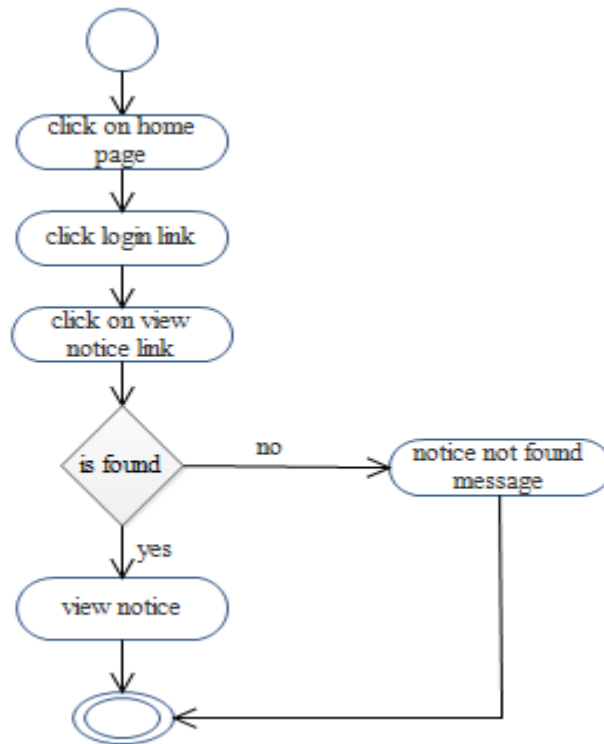 click on home
page
click login link
click on view
notice link
is found
no
notice not found
message
yes
view notice